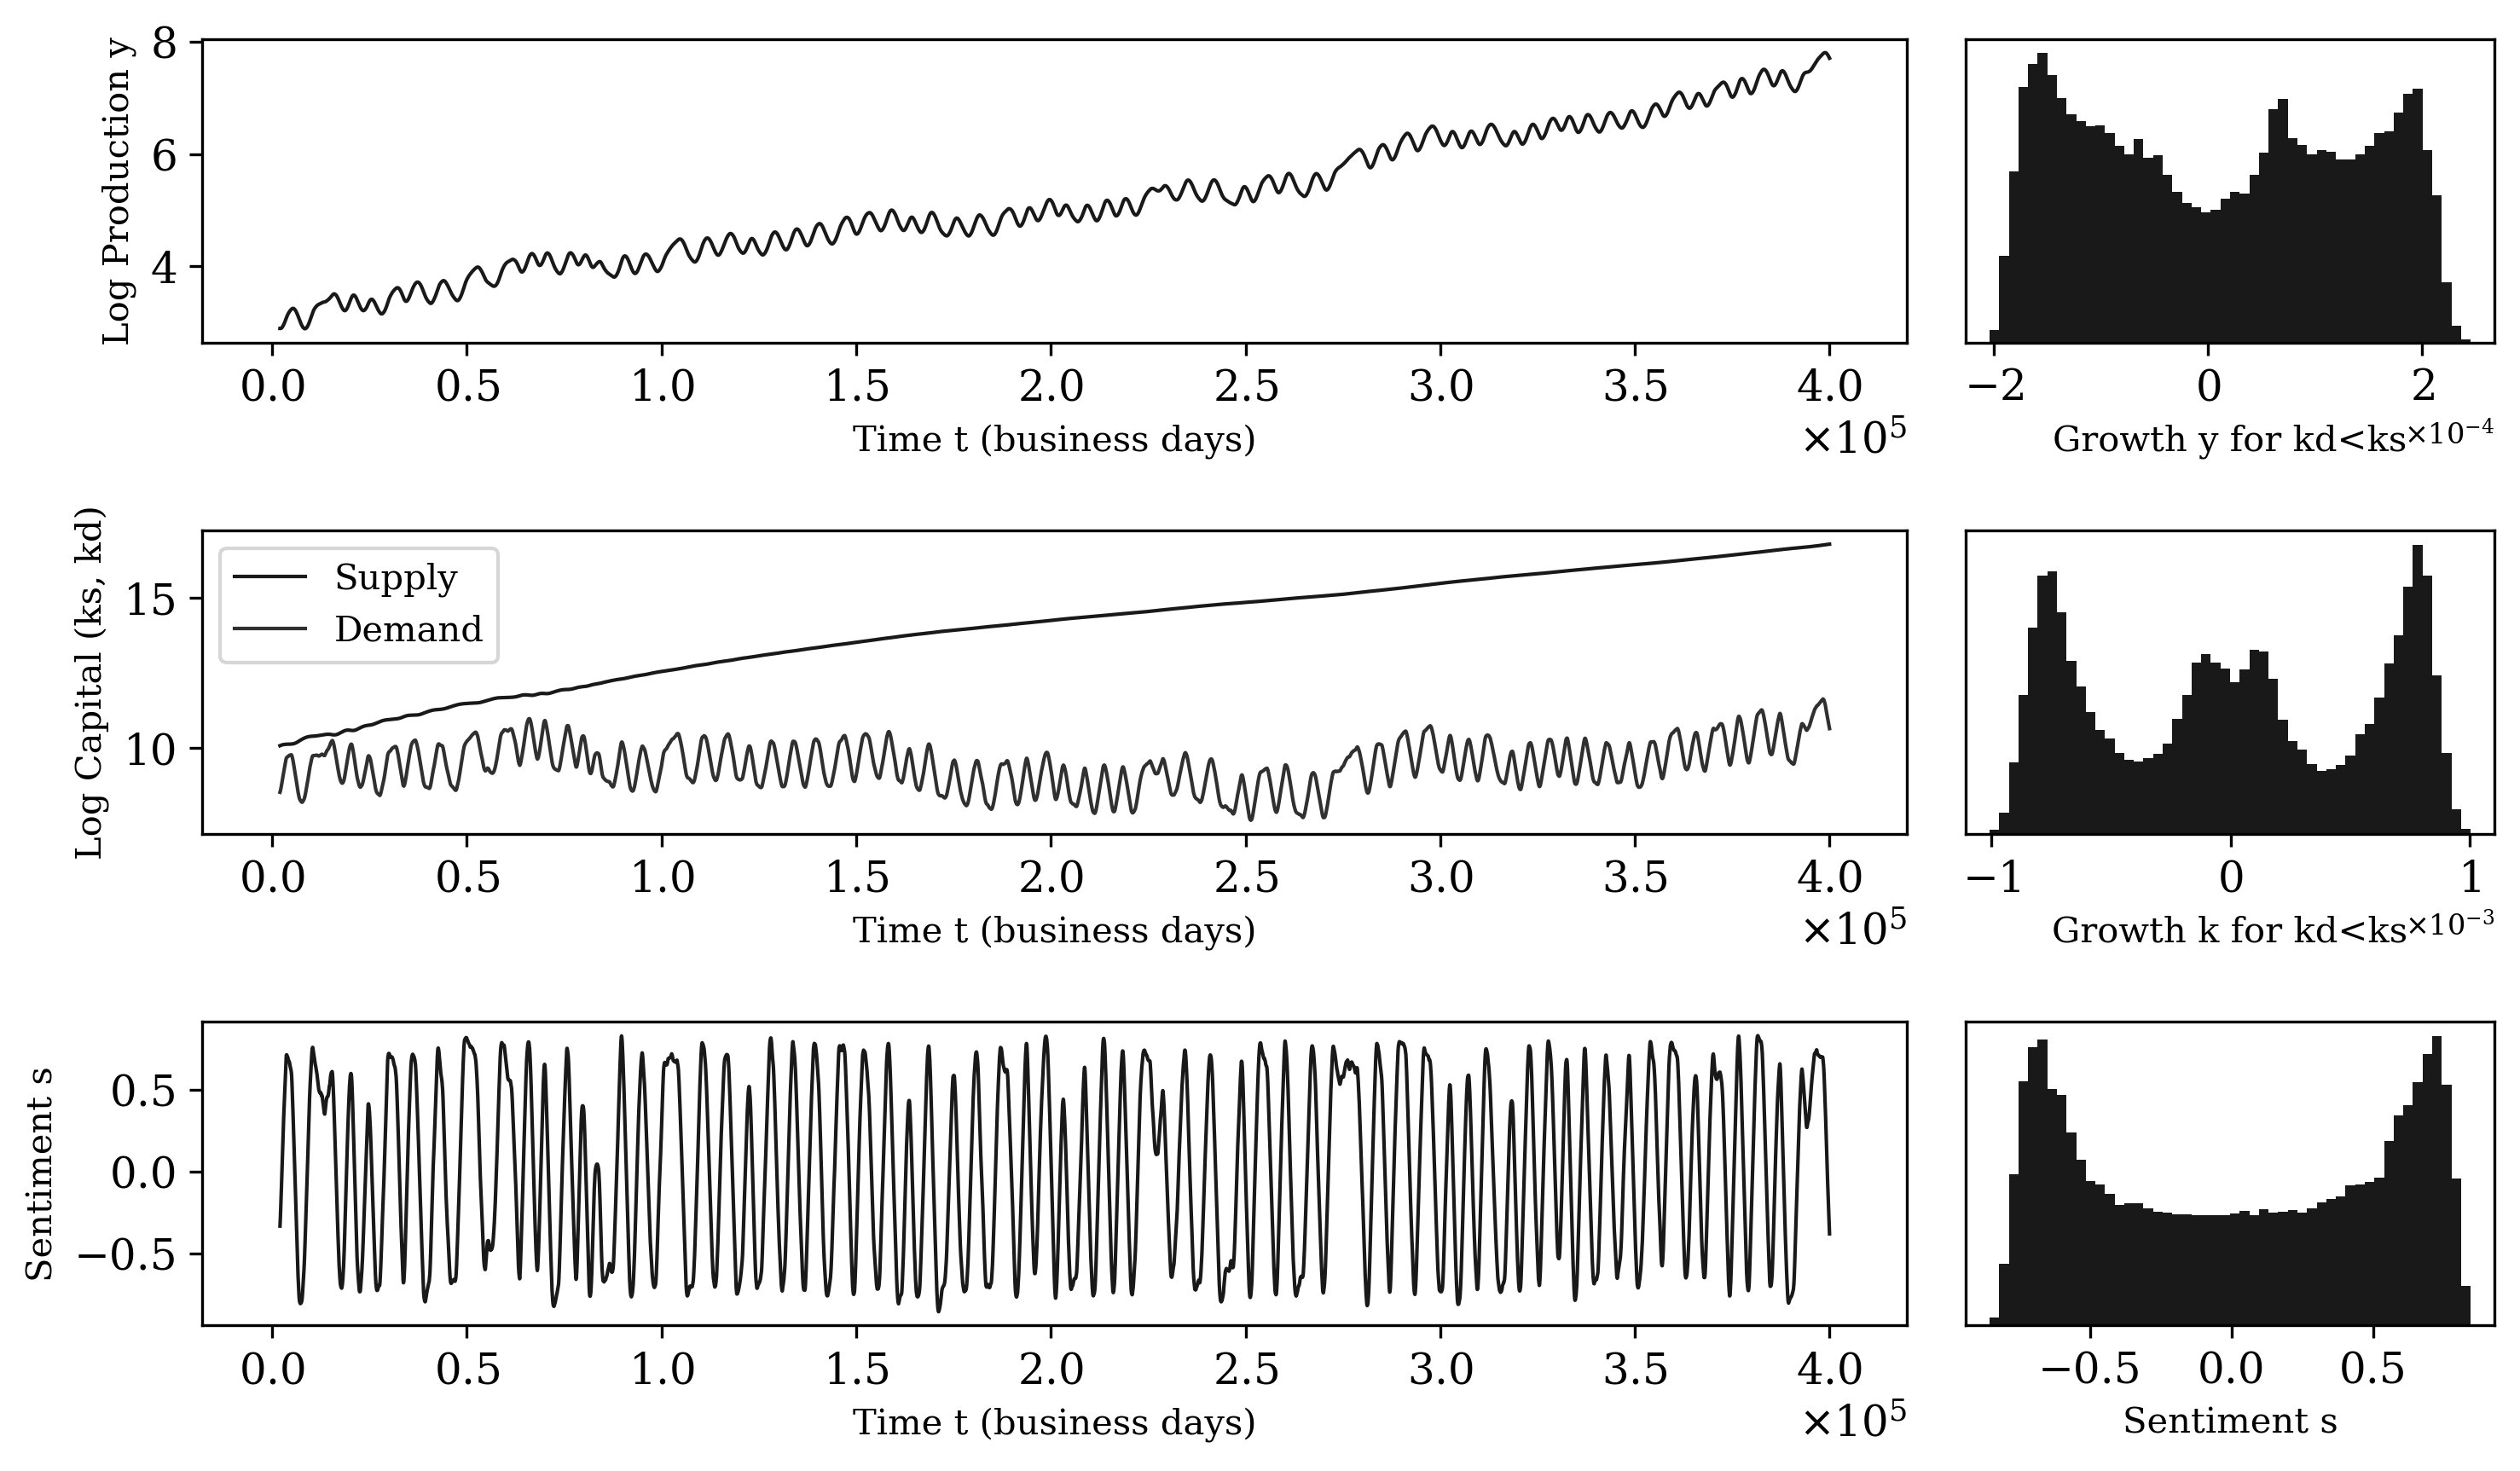 Log Production y
8
6
4
0.0 0.5 1.0 1.5 2.0 2.5 3.0 3.5 4.0
Time t (business days)
×10⁵
−2 0 2
Growth y for kd<ks
×10⁻⁴
Log Capital (ks, kd)
15
10
Supply
Demand
0.0 0.5 1.0 1.5 2.0 2.5 3.0 3.5 4.0
Time t (business days)
×10⁵
−1 0 1
Growth k for kd<ks
×10⁻³
Sentiment s
0.5
0.0
−0.5
0.0 0.5 1.0 1.5 2.0 2.5 3.0 3.5 4.0
Time t (business days)
×10⁵
−0.5 0.0 0.5
Sentiment s